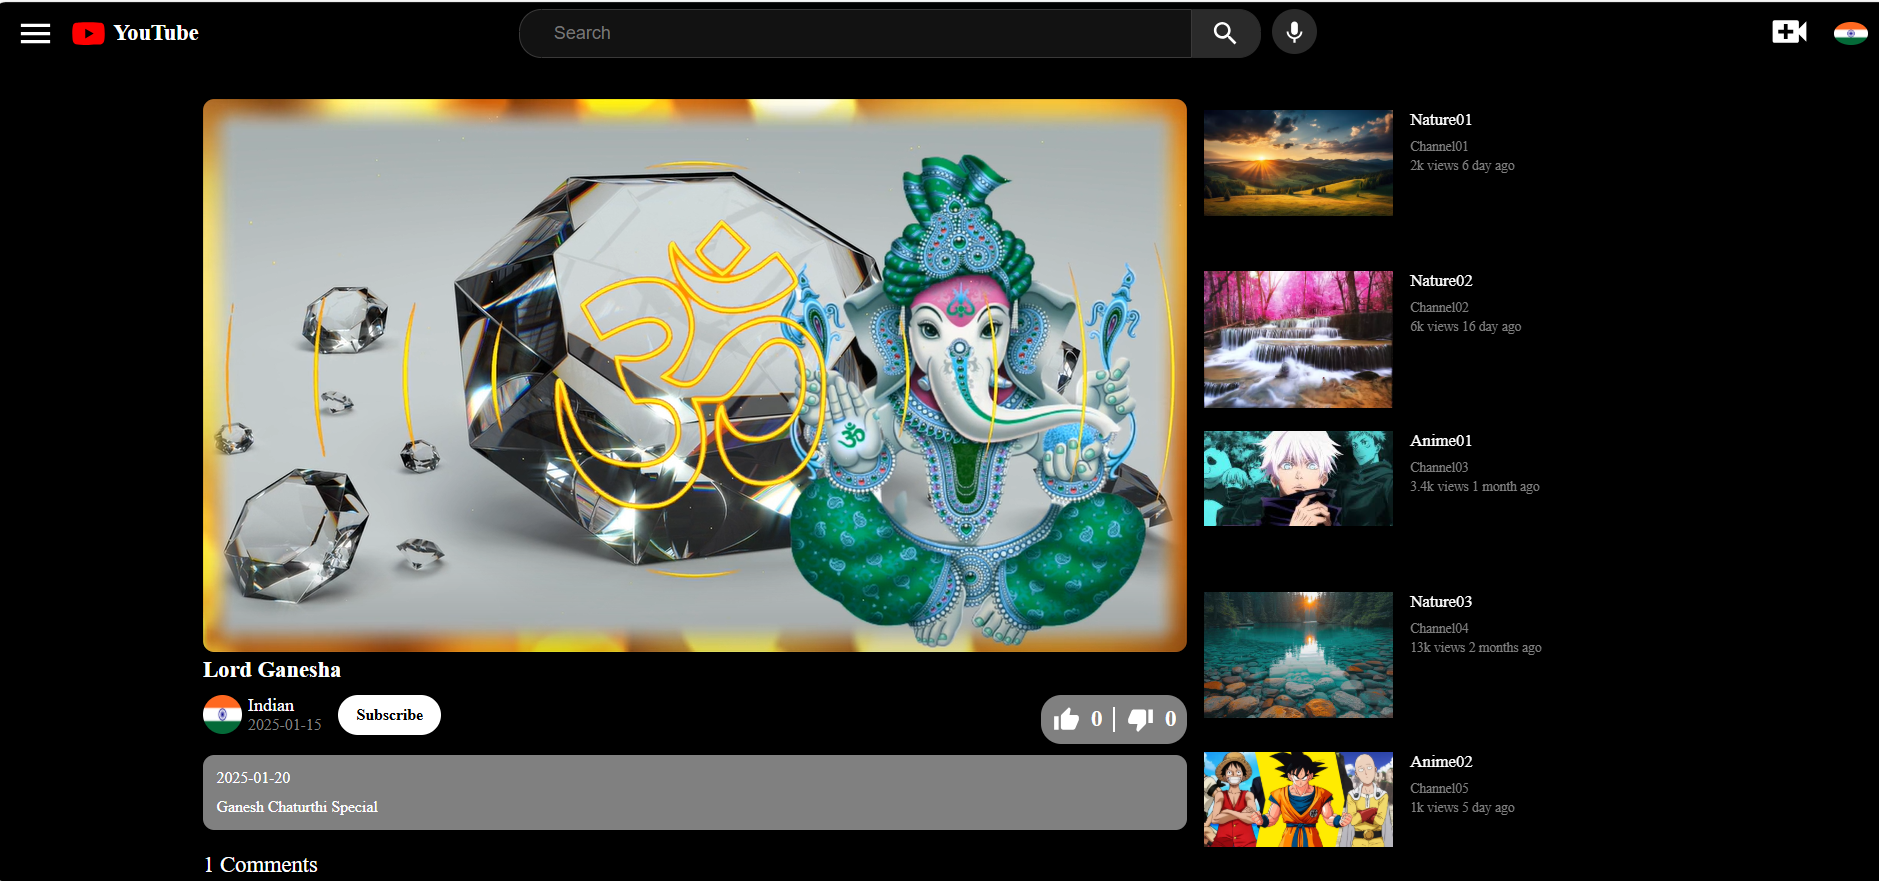 YouTube
Search
ॐ
ॐ
Lord Ganesha
Indian
2025-01-15
Subscribe
0 | 0
2025-01-20
Ganesh Chaturthi Special
1 Comments
Nature01
Channel01
2k views 6 day ago
Nature02
Channel02
6k views 16 day ago
Anime01
Channel03
3.4k views 1 month ago
Nature03
Channel04
13k views 2 months ago
Anime02
Channel05
1k views 5 day ago